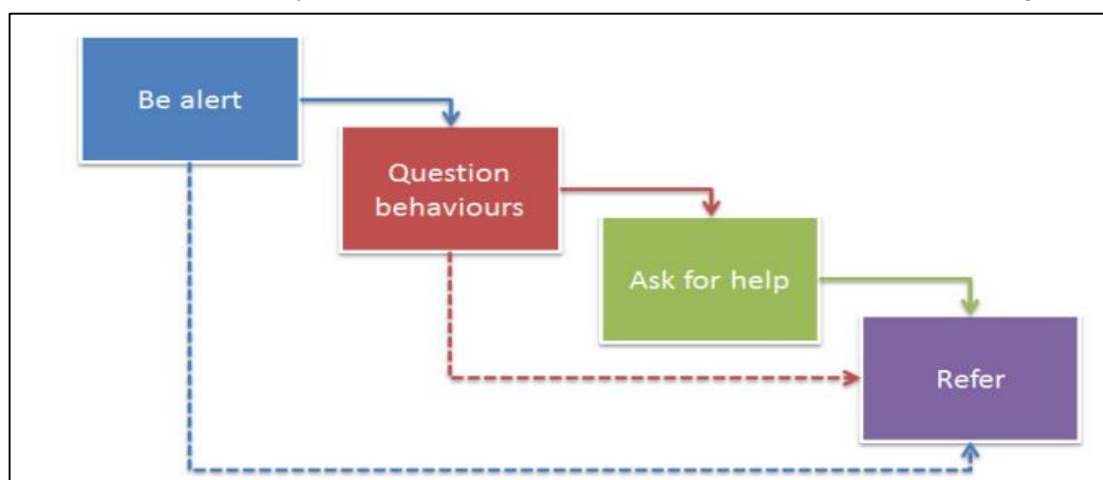 Be alert
Question
behaviours
Ask for help
Refer